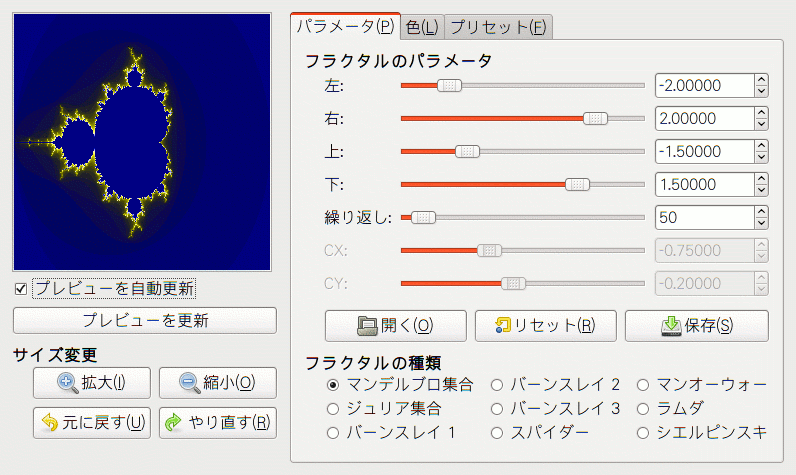 パラメータ(P) 色(L) プリセット(F)
フラクタルのパラメータ
左: -2.00000
右: 2.00000
上: -1.50000
下: 1.50000
繰り返し: 50
CX: -0.75000
CY: -0.20000
開く(O) リセット(R) 保存(S)
フラクタルの種類
マンデルブロ集合 バーンスレイ 2 マンオーウォー
ジュリア集合 バーンスレイ 3 ラムダ
バーンスレイ 1 スパイダー シエルピンスキ
プレビューを自動更新
プレビューを更新
サイズ変更
拡大(I) 縮小(O)
元に戻す(U) やり直す(R)